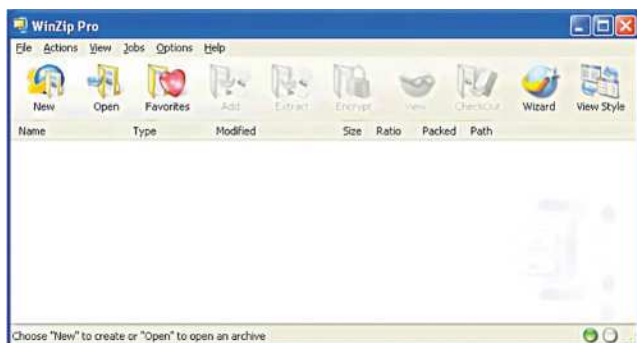 WinZip Pro
File Actions View Jobs Options Help
New Open Favorites Add Extract Encrypt View CheckOut Wizard View Style
Name Type Modified Size Ratio Packed Path
Choose "New" to create or "Open" to open an archive